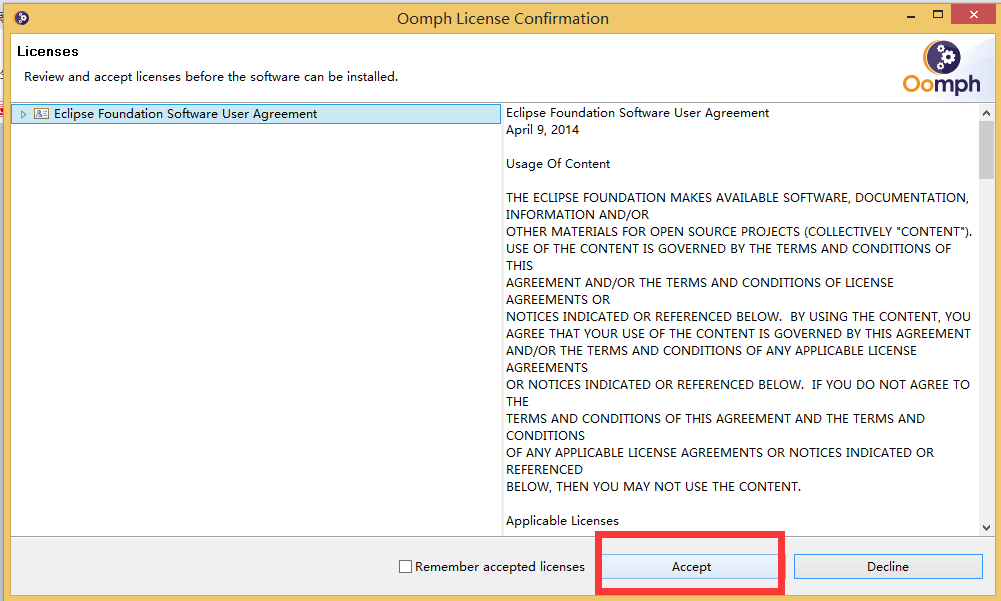 Oomph License Confirmation
Licenses
Review and accept licenses before the software can be installed.
Oomph
Eclipse Foundation Software User Agreement
Eclipse Foundation Software User Agreement
April 9, 2014
Usage Of Content
THE ECLIPSE FOUNDATION MAKES AVAILABLE SOFTWARE, DOCUMENTATION,
INFORMATION AND/OR
OTHER MATERIALS FOR OPEN SOURCE PROJECTS (COLLECTIVELY "CONTENT").
USE OF THE CONTENT IS GOVERNED BY THE TERMS AND CONDITIONS OF
THIS
AGREEMENT AND/OR THE TERMS AND CONDITIONS OF LICENSE
AGREEMENTS OR
NOTICES INDICATED OR REFERENCED BELOW.  BY USING THE CONTENT, YOU
AGREE THAT YOUR USE OF THE CONTENT IS GOVERNED BY THIS AGREEMENT
AND/OR THE TERMS AND CONDITIONS OF ANY APPLICABLE LICENSE
AGREEMENTS
OR NOTICES INDICATED OR REFERENCED BELOW.  IF YOU DO NOT AGREE TO
THE
TERMS AND CONDITIONS OF THIS AGREEMENT AND THE TERMS AND
CONDITIONS
OF ANY APPLICABLE LICENSE AGREEMENTS OR NOTICES INDICATED OR
REFERENCED
BELOW, THEN YOU MAY NOT USE THE CONTENT.
Applicable Licenses
Remember accepted licenses
Accept
Decline